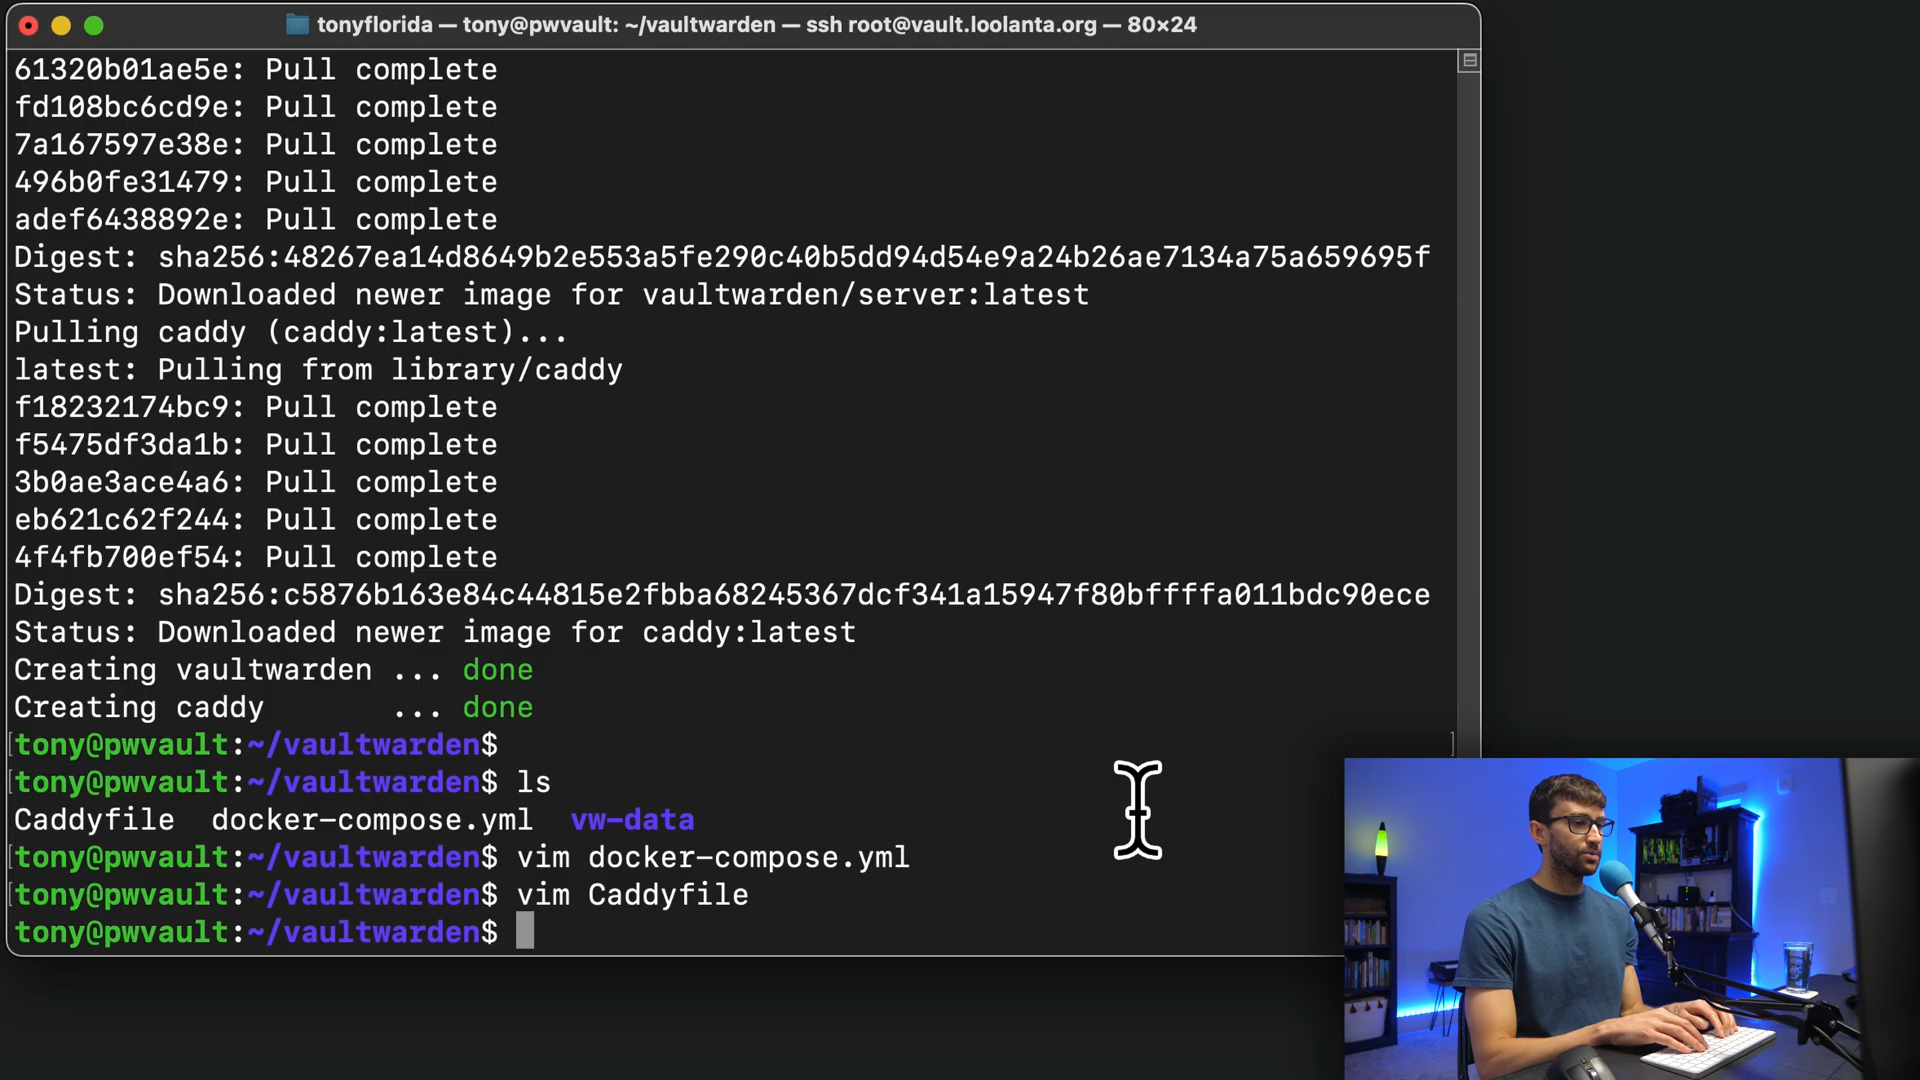 tonyflorida — tony@pwvault: ~/vaultwarden — ssh root@vault.loolanta.org — 80×24
61320b01ae5e: Pull complete
fd108bc6cd9e: Pull complete
7a167597e38e: Pull complete
496b0fe31479: Pull complete
adef6438892e: Pull complete
Digest: sha256:48267ea14d8649b2e553a5fe290c40b5dd94d54e9a24b26ae7134a75a659695f
Status: Downloaded newer image for vaultwarden/server:latest
Pulling caddy (caddy:latest)...
latest: Pulling from library/caddy
f18232174bc9: Pull complete
f5475df3da1b: Pull complete
3b0ae3ace4a6: Pull complete
eb621c62f244: Pull complete
4f4fb700ef54: Pull complete
Digest: sha256:c5876b163e84c44815e2fbba68245367dcf341a15947f80bffffa011bdc90ece
Status: Downloaded newer image for caddy:latest
Creating vaultwarden ... done
Creating caddy       ... done
[tony@pwvault:~/vaultwarden$ ]
[tony@pwvault:~/vaultwarden$ ls
Caddyfile  docker-compose.yml  vw-data
[tony@pwvault:~/vaultwarden$ vim docker-compose.yml
[tony@pwvault:~/vaultwarden$ vim Caddyfile
tony@pwvault:~/vaultwarden$